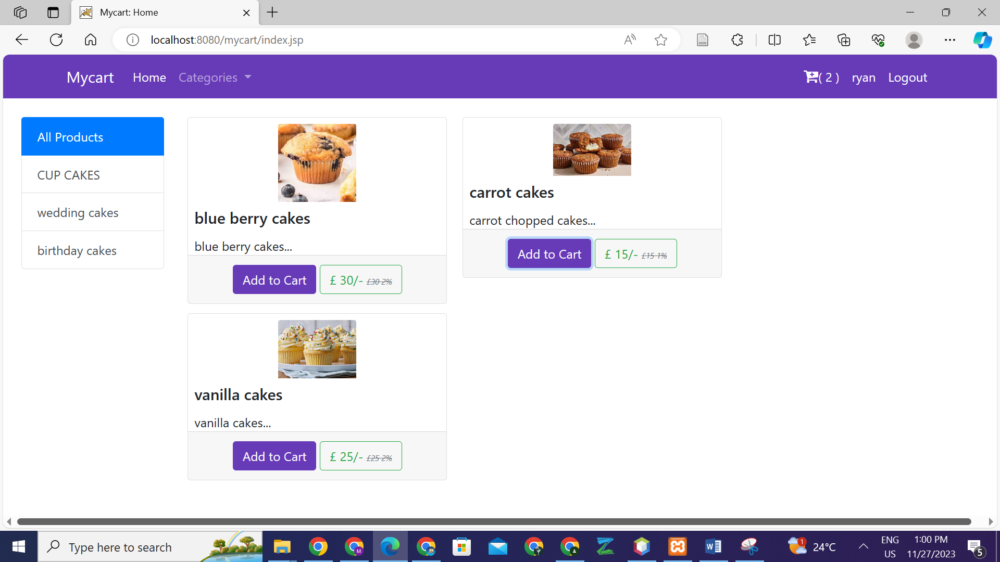 Mycart: Home
localhost:8080/mycart/index.jsp
Mycart Home Categories ( 2 ) ryan Logout
All Products
CUP CAKES
wedding cakes
birthday cakes
blue berry cakes
blue berry cakes...
Add to Cart £ 30/- £30 2%
carrot cakes
carrot chopped cakes...
Add to Cart £ 15/- £15 1%
vanilla cakes
vanilla cakes...
Add to Cart £ 25/- £25 2%
Type here to search
M
1
24°C
ENG
US
1:00 PM
11/27/2023
5